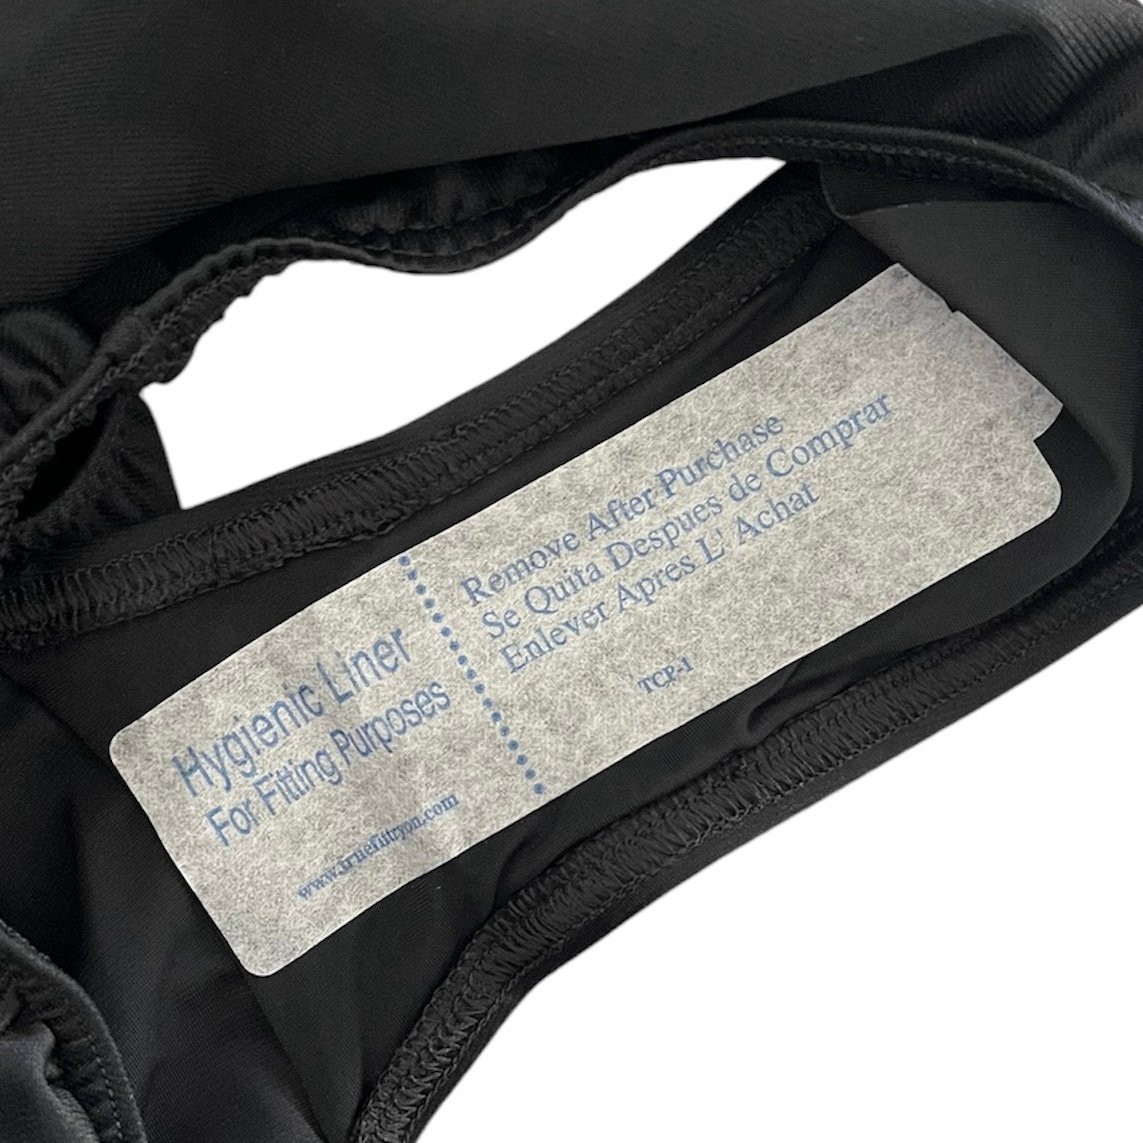 Hygienic Liner
For Fitting Purposes
www.truefittryon.com
Remove After Purchase
Se Quita Despues de Comprar
Enlever Apres L' Achat
TCP-1